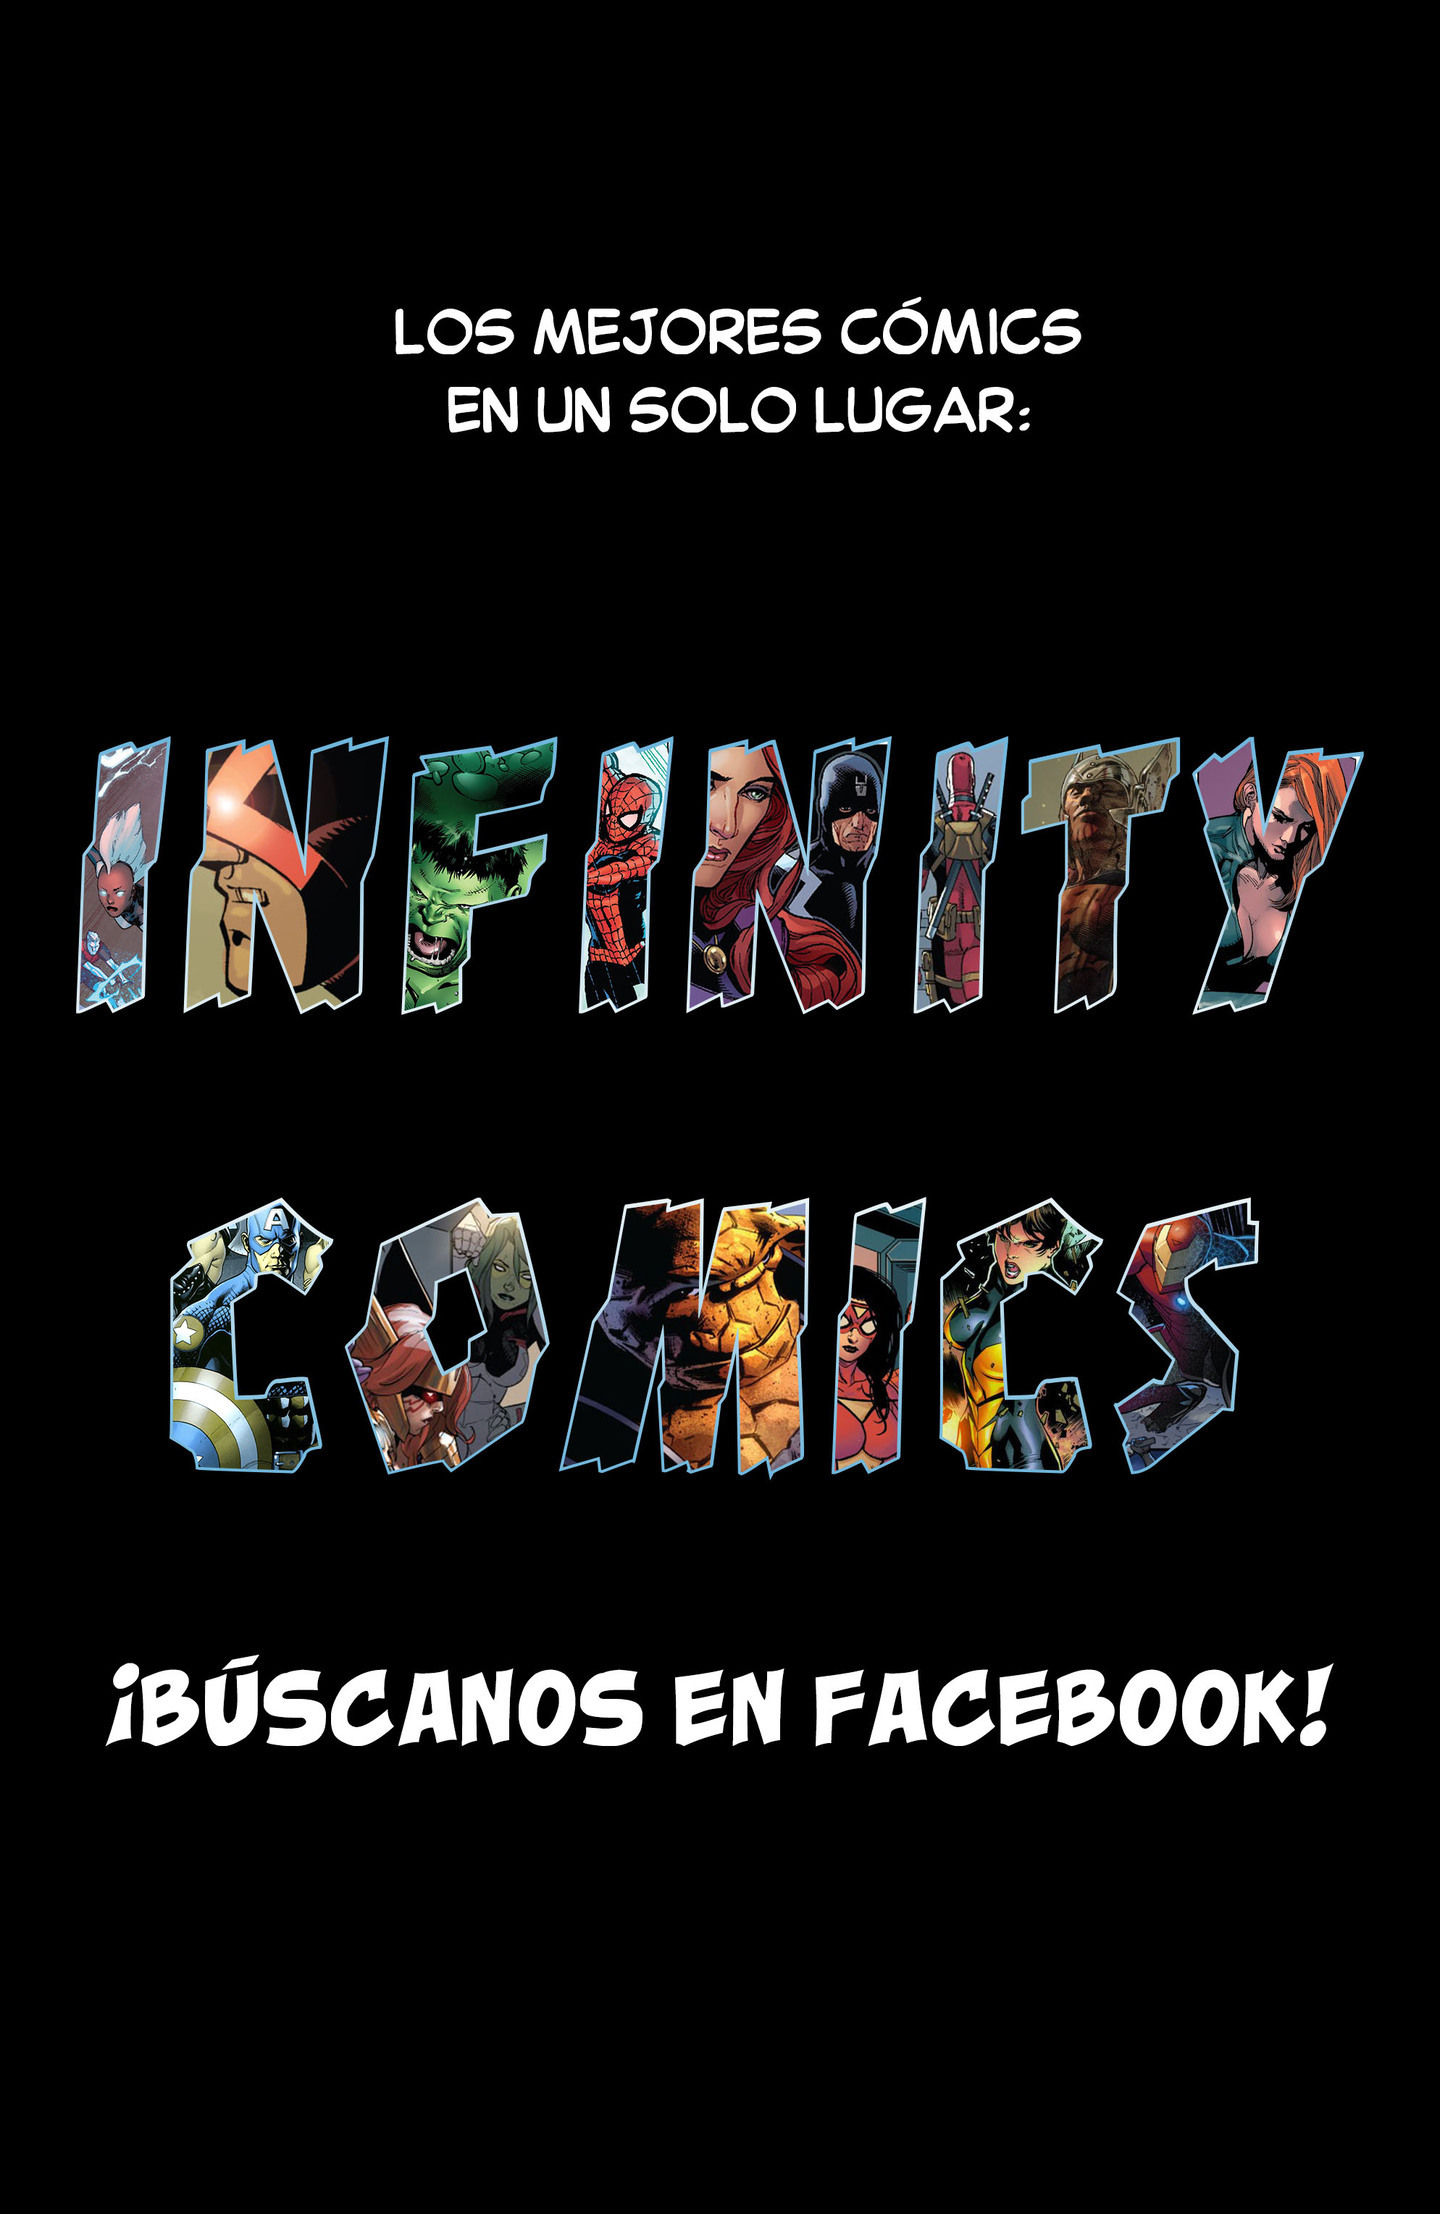 LOS MEJORES CÓMICS
EN UN SOLO LUGAR:
INFINITY
COMICS
¡BÚSCANOS EN FACEBOOK!